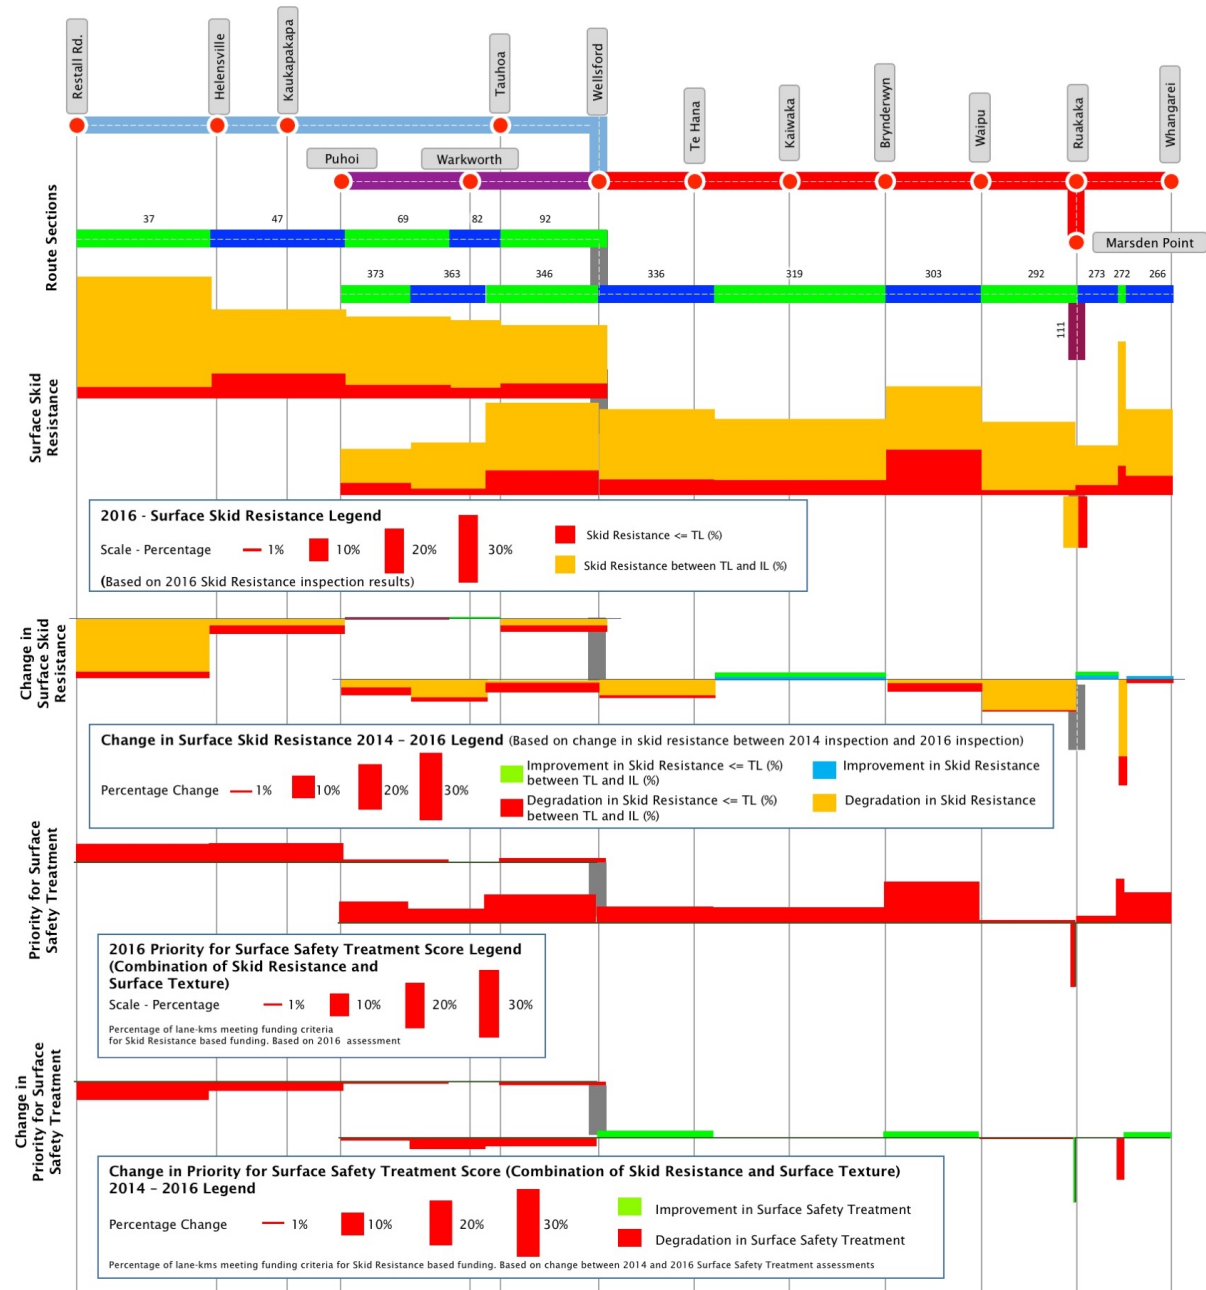 Restall Rd.
Helensville
Kaukapakapa
Tauhoa
Wellsford
Te Hana
Kaiwaka
Brynderwyn
Waipu
Ruakaka
Whangarei
Puhoi
Warkworth
Marsden Point
Route Sections
37
47
69
82
92
373
363
346
336
319
303
292
273
272
266
111
Surface Skid
Resistance
2016 - Surface Skid Resistance Legend
Scale - Percentage
1%
10%
20%
30%
Skid Resistance <= TL (%)
Skid Resistance between TL and IL (%)
(Based on 2016 Skid Resistance inspection results)
Change in
Surface Skid
Resistance
Change in Surface Skid Resistance 2014 – 2016 Legend (Based on change in skid resistance between 2014 inspection and 2016 inspection)
Percentage Change
1%
10%
20%
30%
Improvement in Skid Resistance <= TL (%)
between TL and IL (%)
Degradation in Skid Resistance <= TL (%)
between TL and IL (%)
Improvement in Skid Resistance
Degradation in Skid Resistance
Priority for Surface
Safety Treatment
2016 Priority for Surface Safety Treatment Score Legend
(Combination of Skid Resistance and
Surface Texture)
Scale - Percentage
1%
10%
20%
30%
Percentage of lane-kms meeting funding criteria
for Skid Resistance based funding. Based on 2016 assessment
Change in
Priority for Surface
Safety Treatment
Change in Priority for Surface Safety Treatment Score (Combination of Skid Resistance and Surface Texture)
2014 – 2016 Legend
Percentage Change
1%
10%
20%
30%
Improvement in Surface Safety Treatment
Degradation in Surface Safety Treatment
Percentage of lane-kms meeting funding criteria for Skid Resistance based funding. Based on change between 2014 and 2016 Surface Safety Treatment assessments